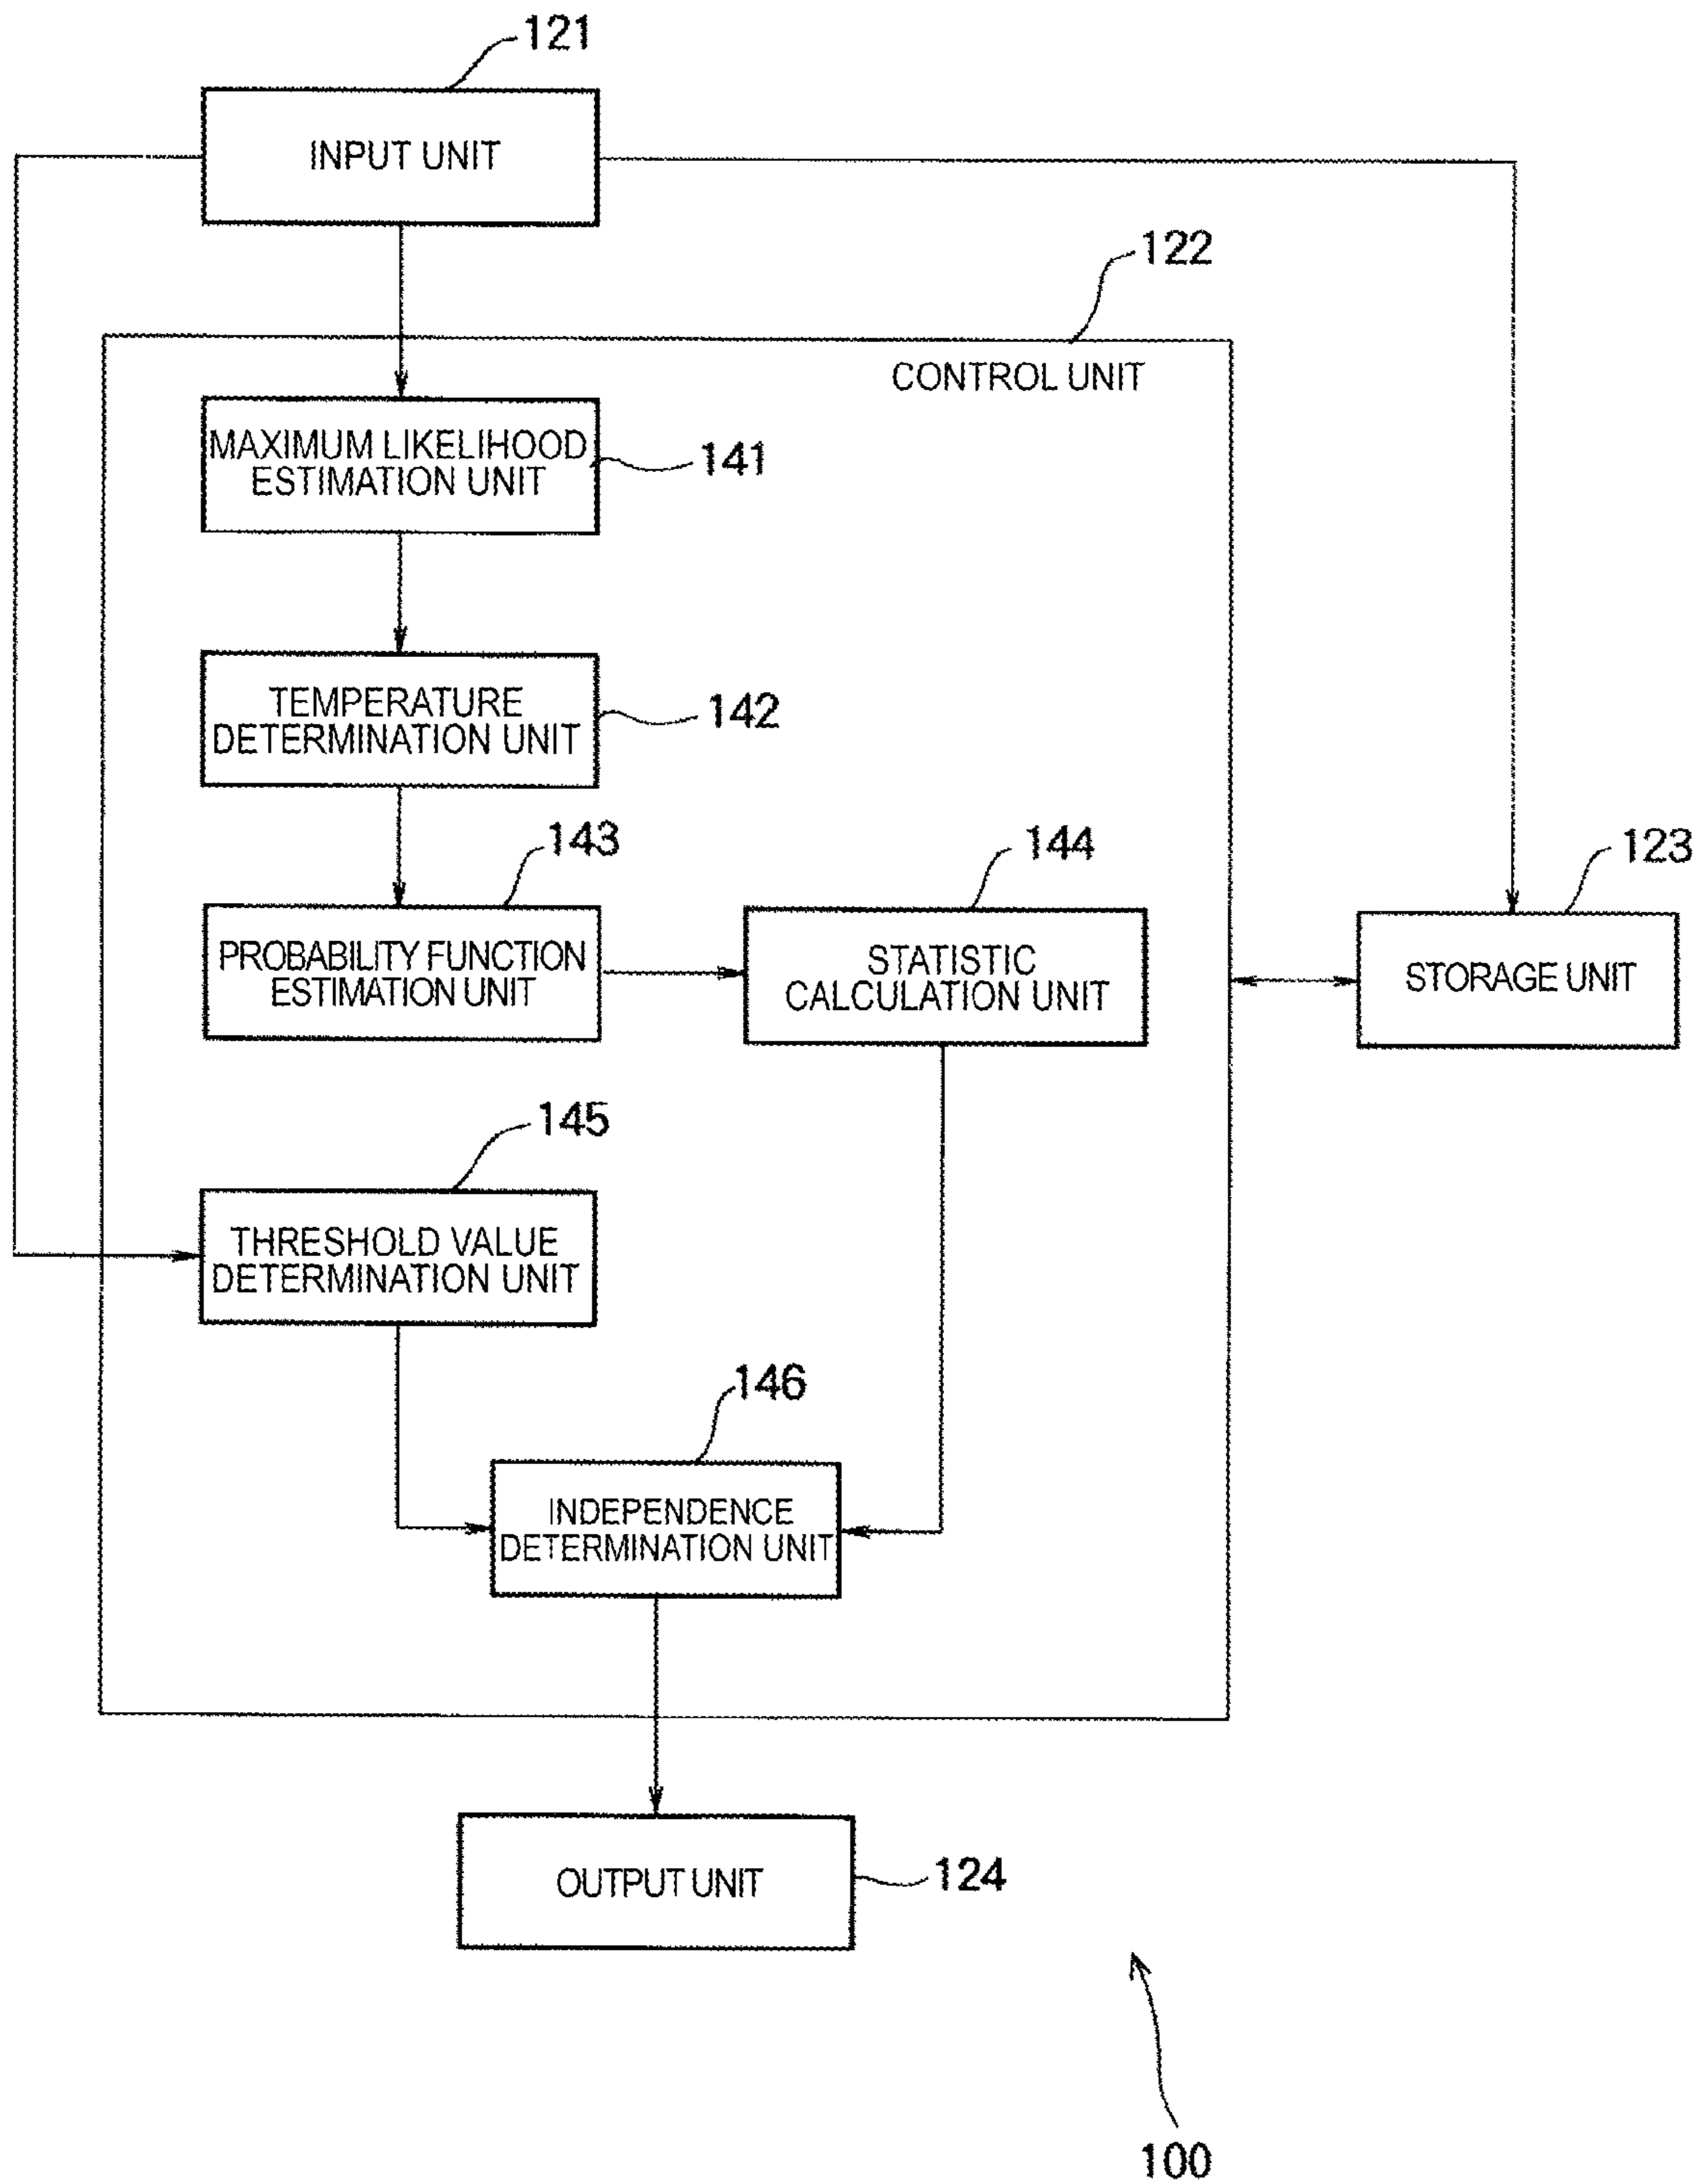 121
INPUT UNIT
122
CONTROL UNIT
MAXIMUM LIKELIHOOD
ESTIMATION UNIT
141
TEMPERATURE
DETERMINATION UNIT
142
143
144
123
PROBABILITY FUNCTION
ESTIMATION UNIT
STATISTIC
CALCULATION UNIT
STORAGE UNIT
145
THRESHOLD VALUE
DETERMINATION UNIT
146
INDEPENDENCE
DETERMINATION UNIT
OUTPUT UNIT
124
100